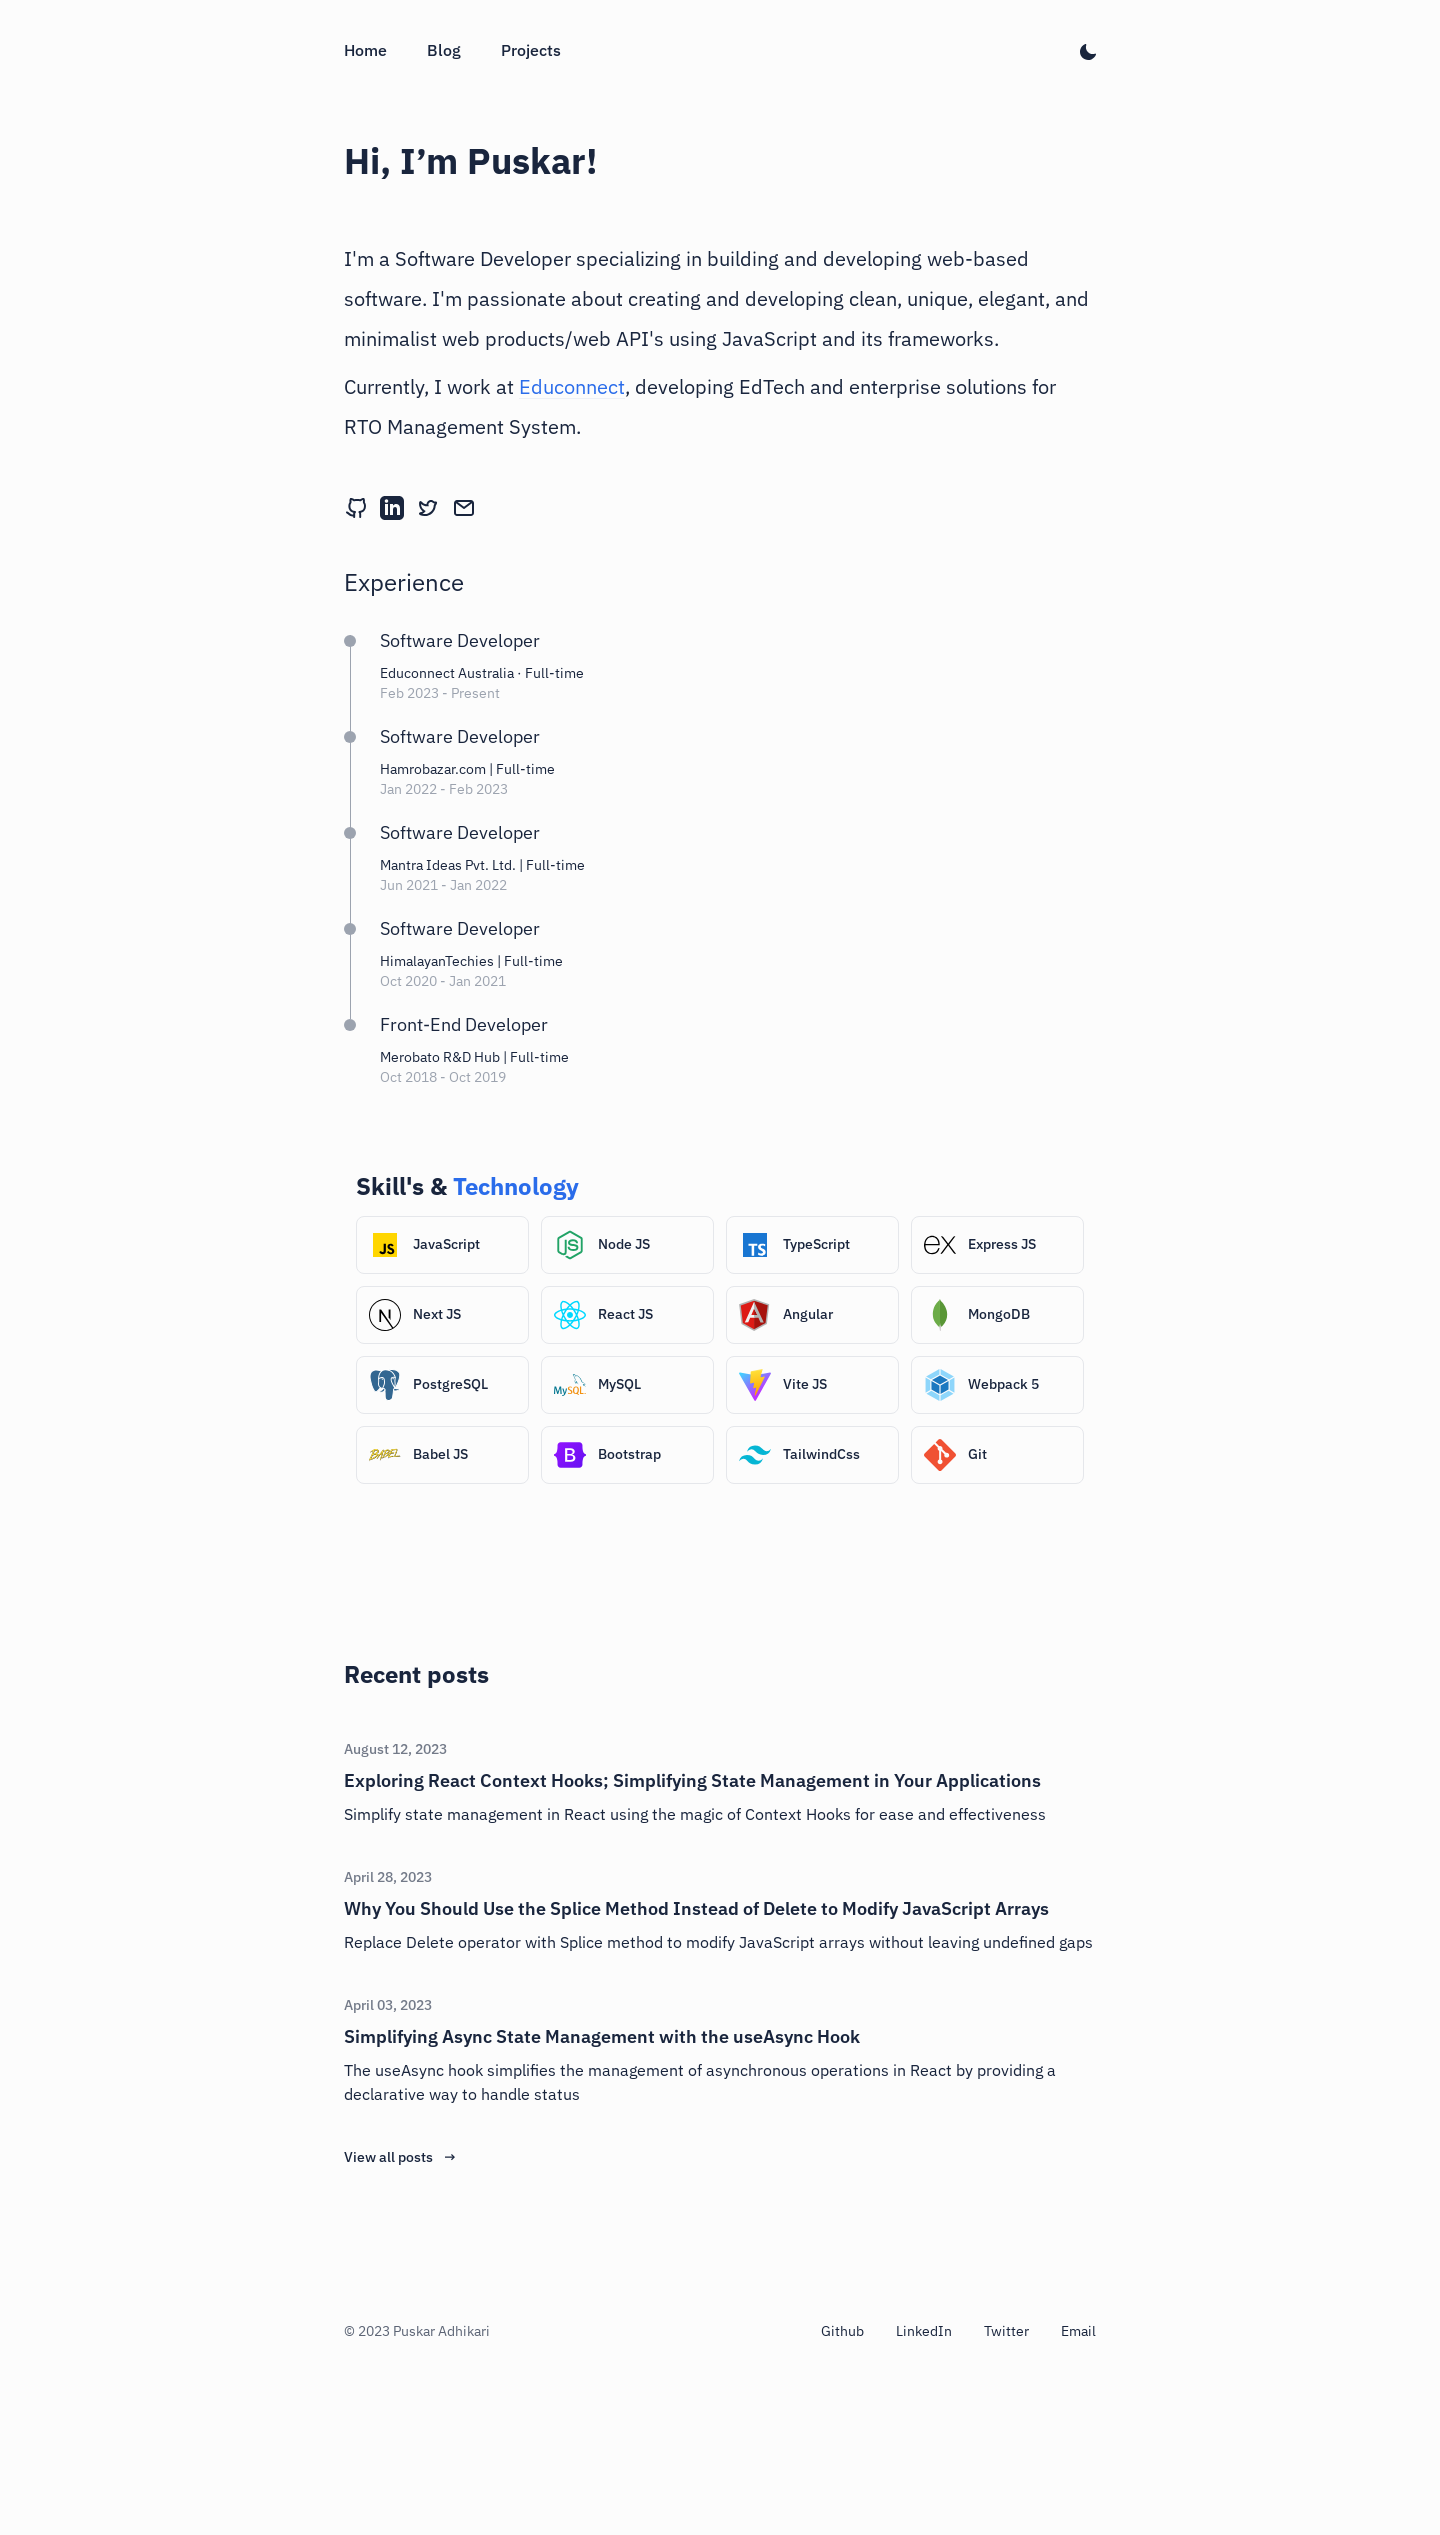 Home Blog Projects
Hi, I’m Puskar!
I'm a Software Developer specializing in building and developing web-based
software. I'm passionate about creating and developing clean, unique, elegant, and
minimalist web products/web API's using JavaScript and its frameworks.
Currently, I work at Educonnect, developing EdTech and enterprise solutions for
RTO Management System.
in
Experience
Software Developer
Educonnect Australia · Full-time
Feb 2023 - Present
Software Developer
Hamrobazar.com | Full-time
Jan 2022 - Feb 2023
Software Developer
Mantra Ideas Pvt. Ltd. | Full-time
Jun 2021 - Jan 2022
Software Developer
HimalayanTechies | Full-time
Oct 2020 - Jan 2021
Front-End Developer
Merobato R&D Hub | Full-time
Oct 2018 - Oct 2019
Skill's & Technology
JS JavaScript JS Node JS TS TypeScript ex Express JS
N Next JS React JS A Angular MongoDB
PostgreSQL MySQL MySQL Vite JS Webpack 5
BABEL Babel JS B Bootstrap TailwindCss Git
Recent posts
August 12, 2023
Exploring React Context Hooks; Simplifying State Management in Your Applications
Simplify state management in React using the magic of Context Hooks for ease and effectiveness
April 28, 2023
Why You Should Use the Splice Method Instead of Delete to Modify JavaScript Arrays
Replace Delete operator with Splice method to modify JavaScript arrays without leaving undefined gaps
April 03, 2023
Simplifying Async State Management with the useAsync Hook
The useAsync hook simplifies the management of asynchronous operations in React by providing a
declarative way to handle status
View all posts →
© 2023 Puskar Adhikari Github LinkedIn Twitter Email